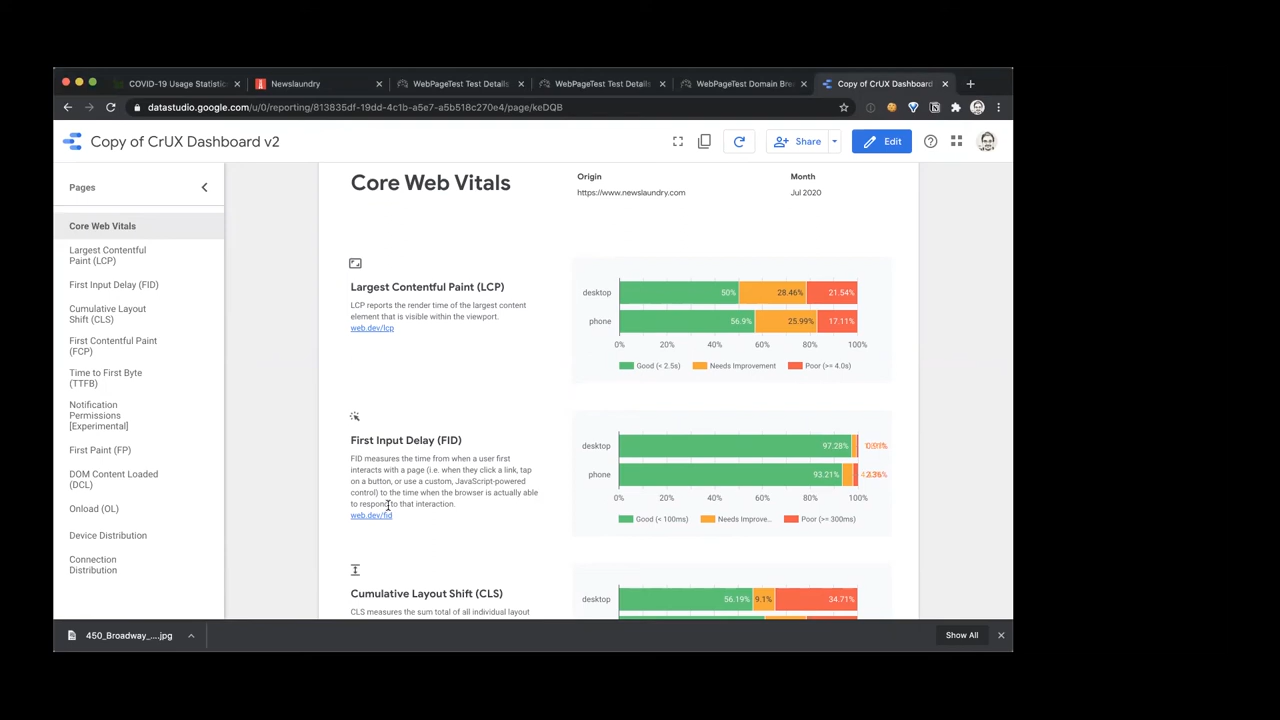 COVID-19 Usage Statistic
Newslaundry
WebPageTest Test Details
WebPageTest Test Details
WebPageTest Domain Bre
Copy of CrUX Dashboard
datastudio.google.com/u/0/reporting/813835df-19dd-4c1b-a5e7-a5b518c270e4/page/keDQB
Copy of CrUX Dashboard v2
Share
Edit
Pages
Core Web Vitals
Largest Contentful
Paint (LCP)
First Input Delay (FID)
Cumulative Layout
Shift (CLS)
First Contentful Paint
(FCP)
Time to First Byte
(TTFB)
Notification
Permissions
[Experimental]
First Paint (FP)
DOM Content Loaded
(DCL)
Onload (OL)
Device Distribution
Connection
Distribution
Core Web Vitals
Origin
https://www.newslaundry.com
Month
Jul 2020
Largest Contentful Paint (LCP)
LCP reports the render time of the largest content
element that is visible within the viewport.
web.dev/lcp
desktop 50% 28.46% 21.54%
phone 56.9% 25.99% 17.11%
0% 20% 40% 60% 80% 100%
Good (< 2.5s) Needs Improvement Poor (>= 4.0s)
First Input Delay (FID)
FID measures the time from when a user first
interacts with a page (i.e. when they click a link, tap
on a button, or use a custom, JavaScript-powered
control) to the time when the browser is actually able
to respond to that interaction.
web.dev/fid
desktop 97.28%
phone 93.21%
0% 20% 40% 60% 80% 100%
Good (< 100ms) Needs Improve... Poor (>= 300ms)
Cumulative Layout Shift (CLS)
CLS measures the sum total of all individual layout
desktop 56.19% 9.1% 34.71%
450_Broadway_....jpg
Show All